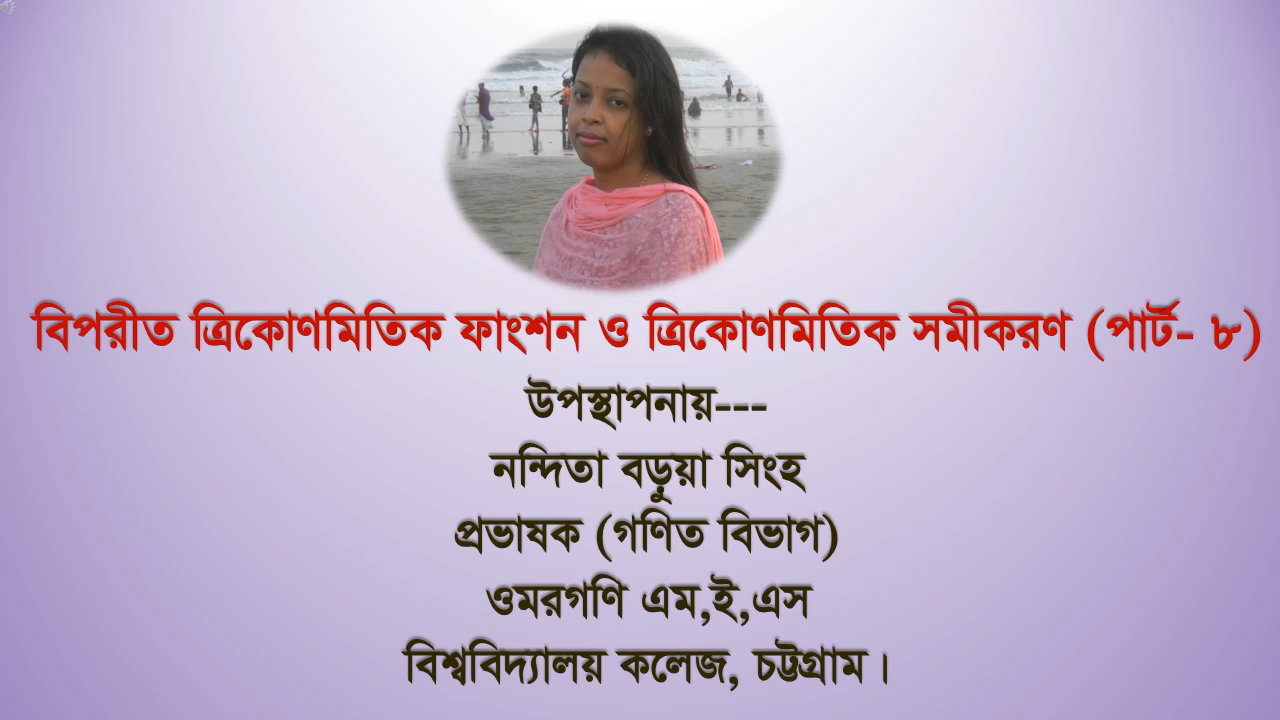 বিপরীত ত্রিকোণমিতিক ফাংশন ও ত্রিকোণমিতিক সমীকরণ (পার্ট- ৮)
উপস্থাপনায়---
নন্দিতা বড়ুয়া সিংহ
প্রভাষক (গণিত বিভাগ)
ওমরগণি এম,ই,এস
বিশ্ববিদ্যালয় কলেজ, চট্টগ্রাম।